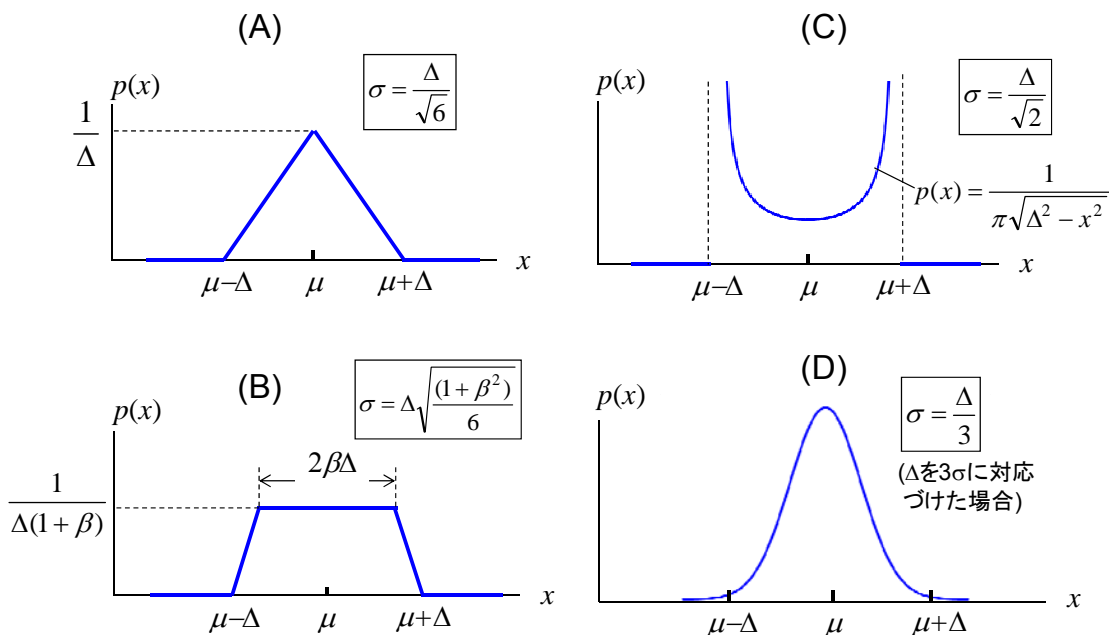 (A)
σ = Δ/√6
p(x)
1/Δ
x
μ−Δ
μ
μ+Δ
(C)
σ = Δ/√2
p(x) = 1/(π√(Δ² − x²))
x
μ−Δ
μ
μ+Δ
(B)
σ = Δ√((1 + β²)/6)
p(x)
2βΔ
1/(Δ(1 + β))
x
μ−Δ
μ
μ+Δ
(D)
p(x)
σ = Δ/3
(Δを3σに対応
づけた場合)
x
μ−Δ
μ
μ+Δ